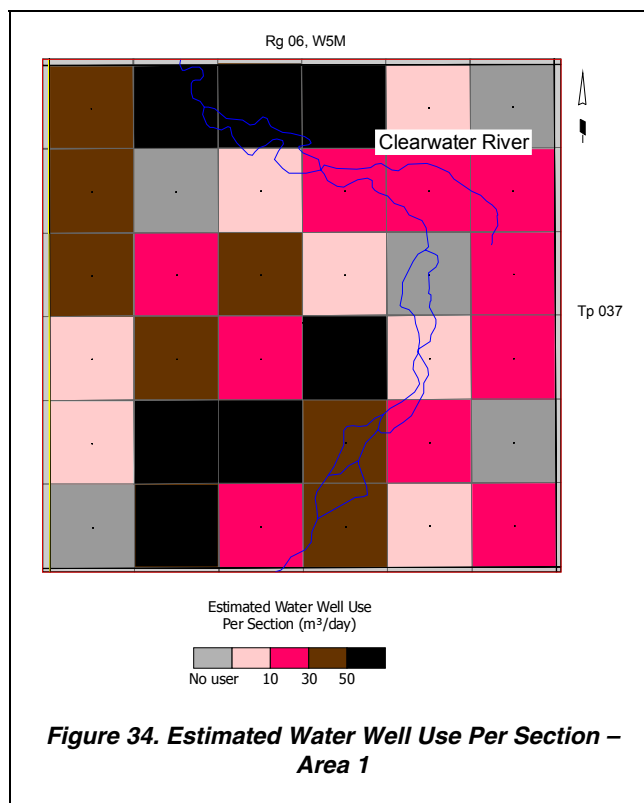 Rg 06, W5M
Clearwater River
Tp 037
Estimated Water Well Use
Per Section (m³/day)
No user 10 30 50
Figure 34. Estimated Water Well Use Per Section –
Area 1